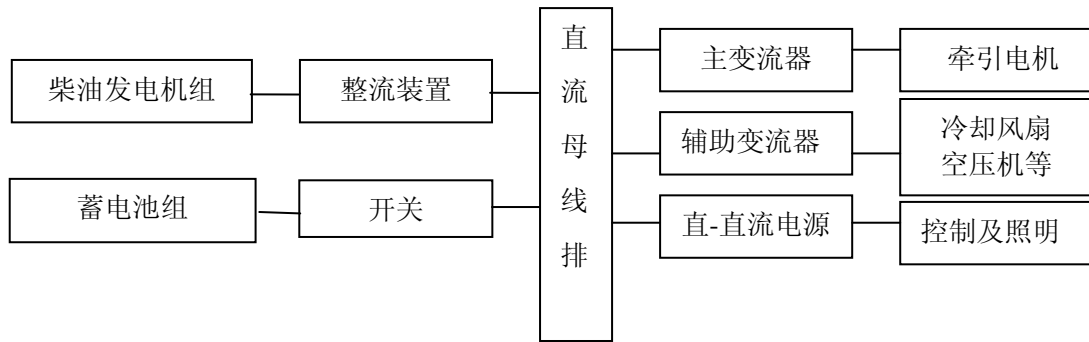 柴油发电机组
整流装置
蓄电池组
开关
直
流
母
线
排
主变流器
牵引电机
辅助变流器
冷却风扇
空压机等
直-直流电源
控制及照明